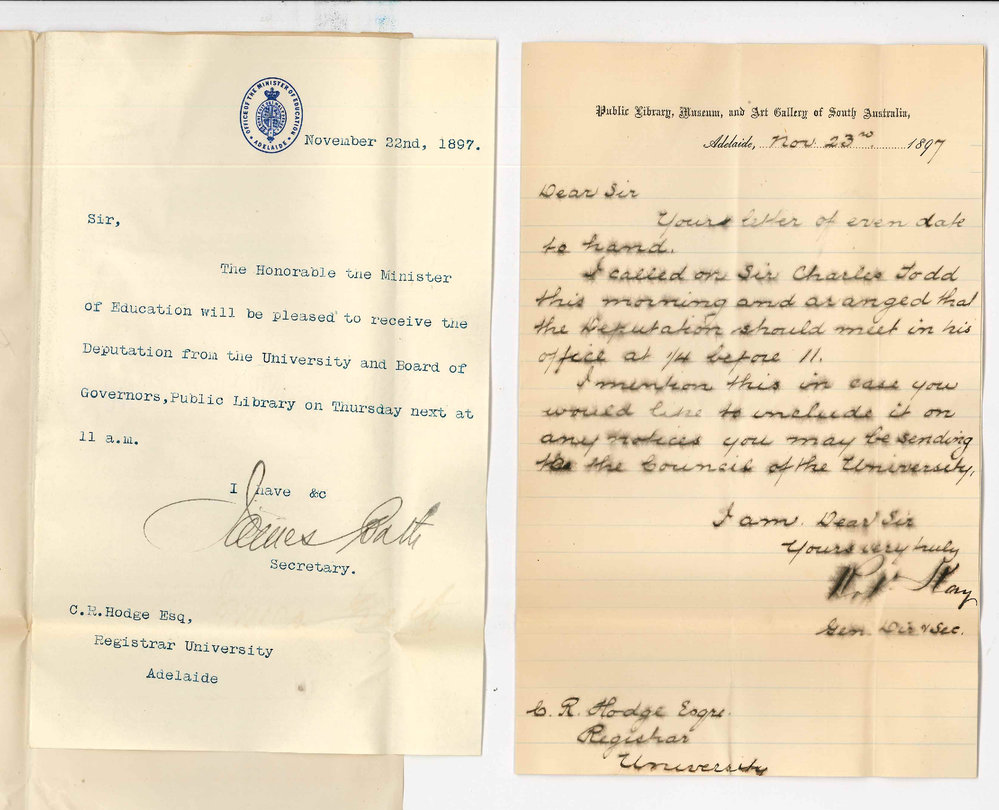 OFFICE OF THE MINISTER OF EDUCATION
ADELAIDE
November 22nd, 1897.
Sir,
The Honorable the Minister
of Education will be pleased to receive the
Deputation from the University and Board of
Governors, Public Library on Thursday next at
11 a.m.
I have &c
James Bath
Secretary.
C.R.Hodge Esq,
Registrar University
Adelaide
Public Library, Museum, and Art Gallery of South Australia,
Adelaide, Nov 23rd 1897
Dear Sir
Yours letter of even date
to hand.
I called on Sir Charles Todd
this morning and aranged that
the Deputation should meet in his
office at 1/4 before 11.
I mention this in case you
would like to include it on
any notices you may be sending
to the Council of the University.
I am. Dear Sir
Yours very truly
Kay
Gen Dir & Sec.
C. R. Hodge Esqre.
Registrar
University